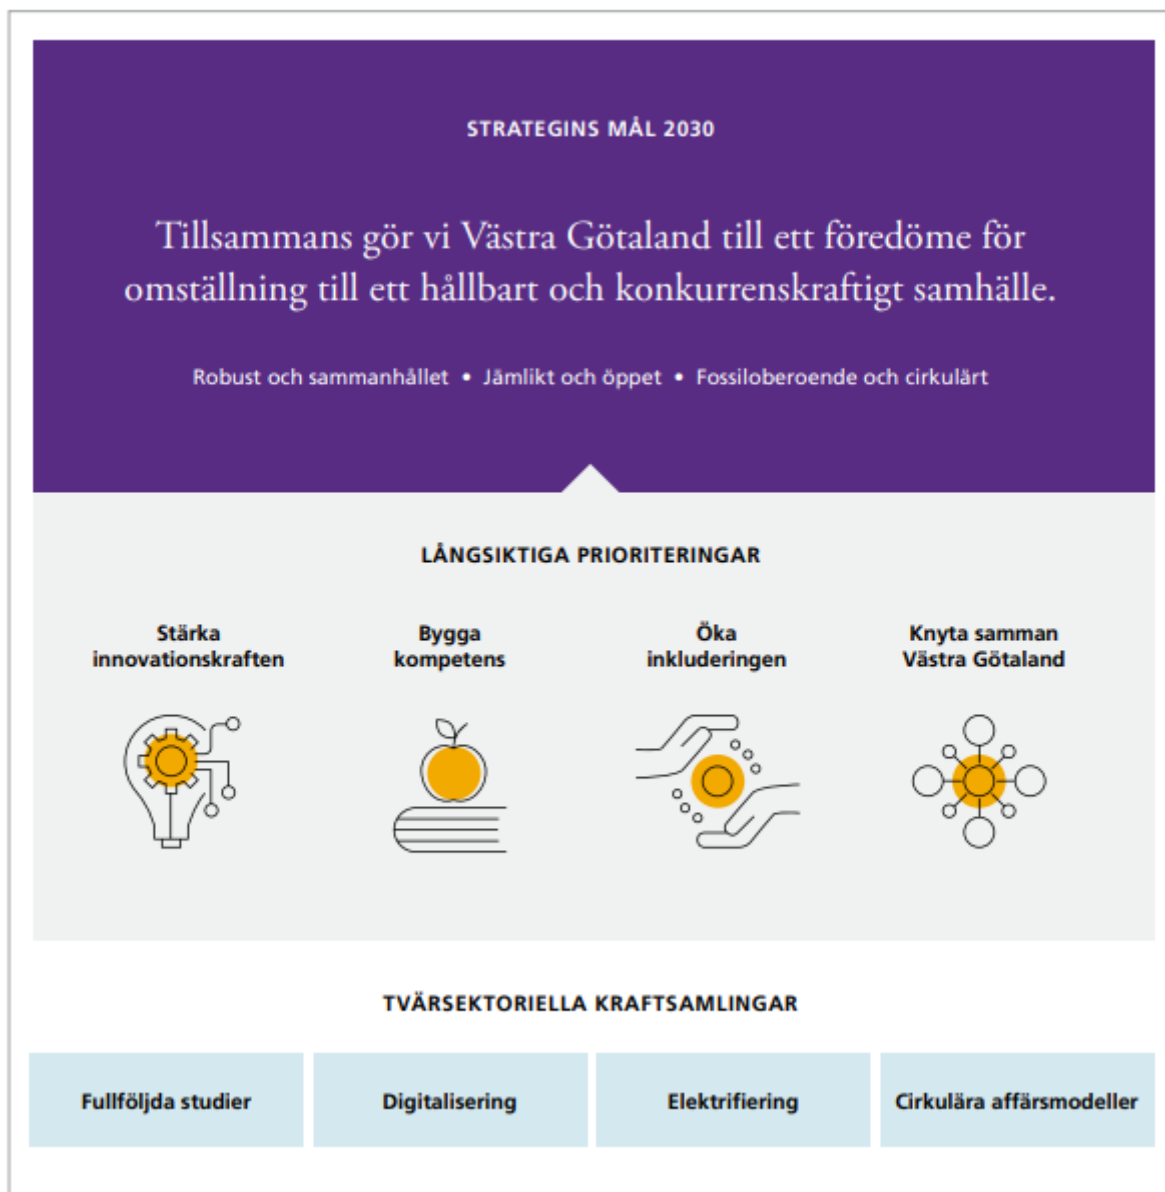 STRATEGINS MÅL 2030
Tillsammans gör vi Västra Götaland till ett föredöme för
omställning till ett hållbart och konkurrenskraftigt samhälle.
Robust och sammanhållet • Jämlikt och öppet • Fossiloberoende och cirkulärt
LÅNGSIKTIGA PRIORITERINGAR
Stärka
innovationskraften
Bygga
kompetens
Öka
inkluderingen
Knyta samman
Västra Götaland
TVÄRSEKTORIELLA KRAFTSAMLINGAR
Fullföljda studier
Digitalisering
Elektrifiering
Cirkulära affärsmodeller